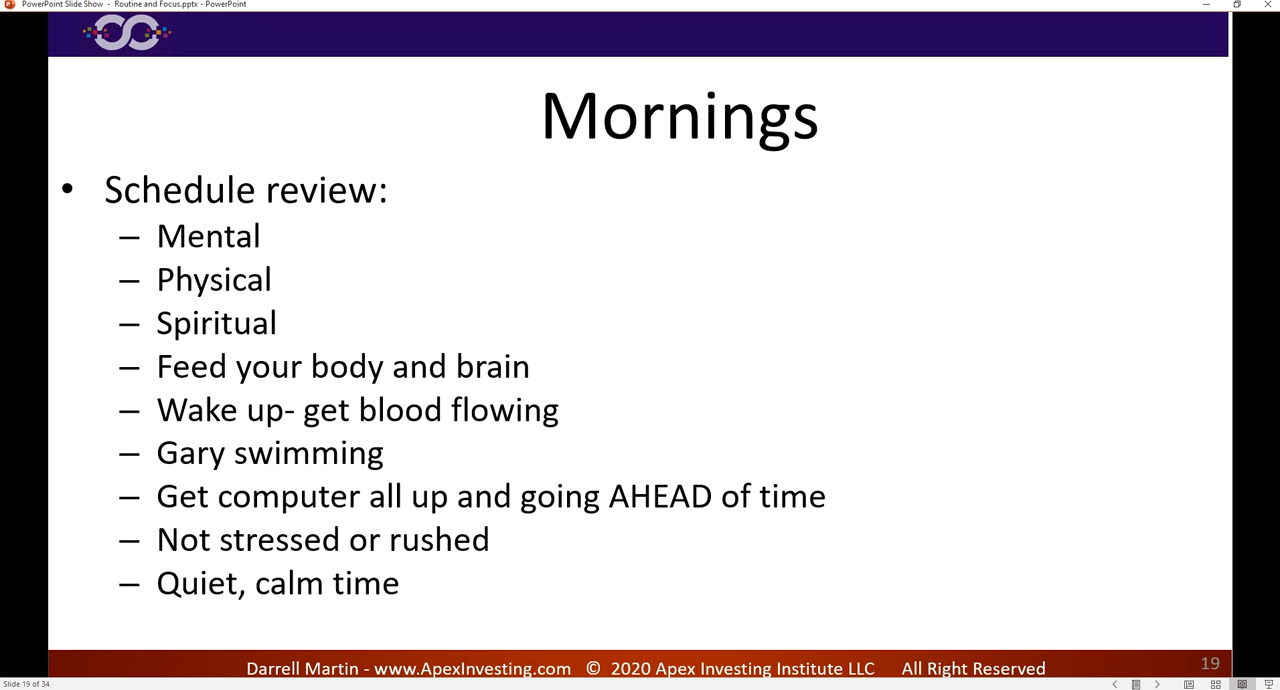 PowerPoint Slide Show - Routine and Focus.pptx - PowerPoint
Mornings
• Schedule review:
– Mental
– Physical
– Spiritual
– Feed your body and brain
– Wake up- get blood flowing
– Gary swimming
– Get computer all up and going AHEAD of time
– Not stressed or rushed
– Quiet, calm time
Darrell Martin - www.ApexInvesting.com © 2020 Apex Investing Institute LLC All Right Reserved 19
Slide 19 of 34